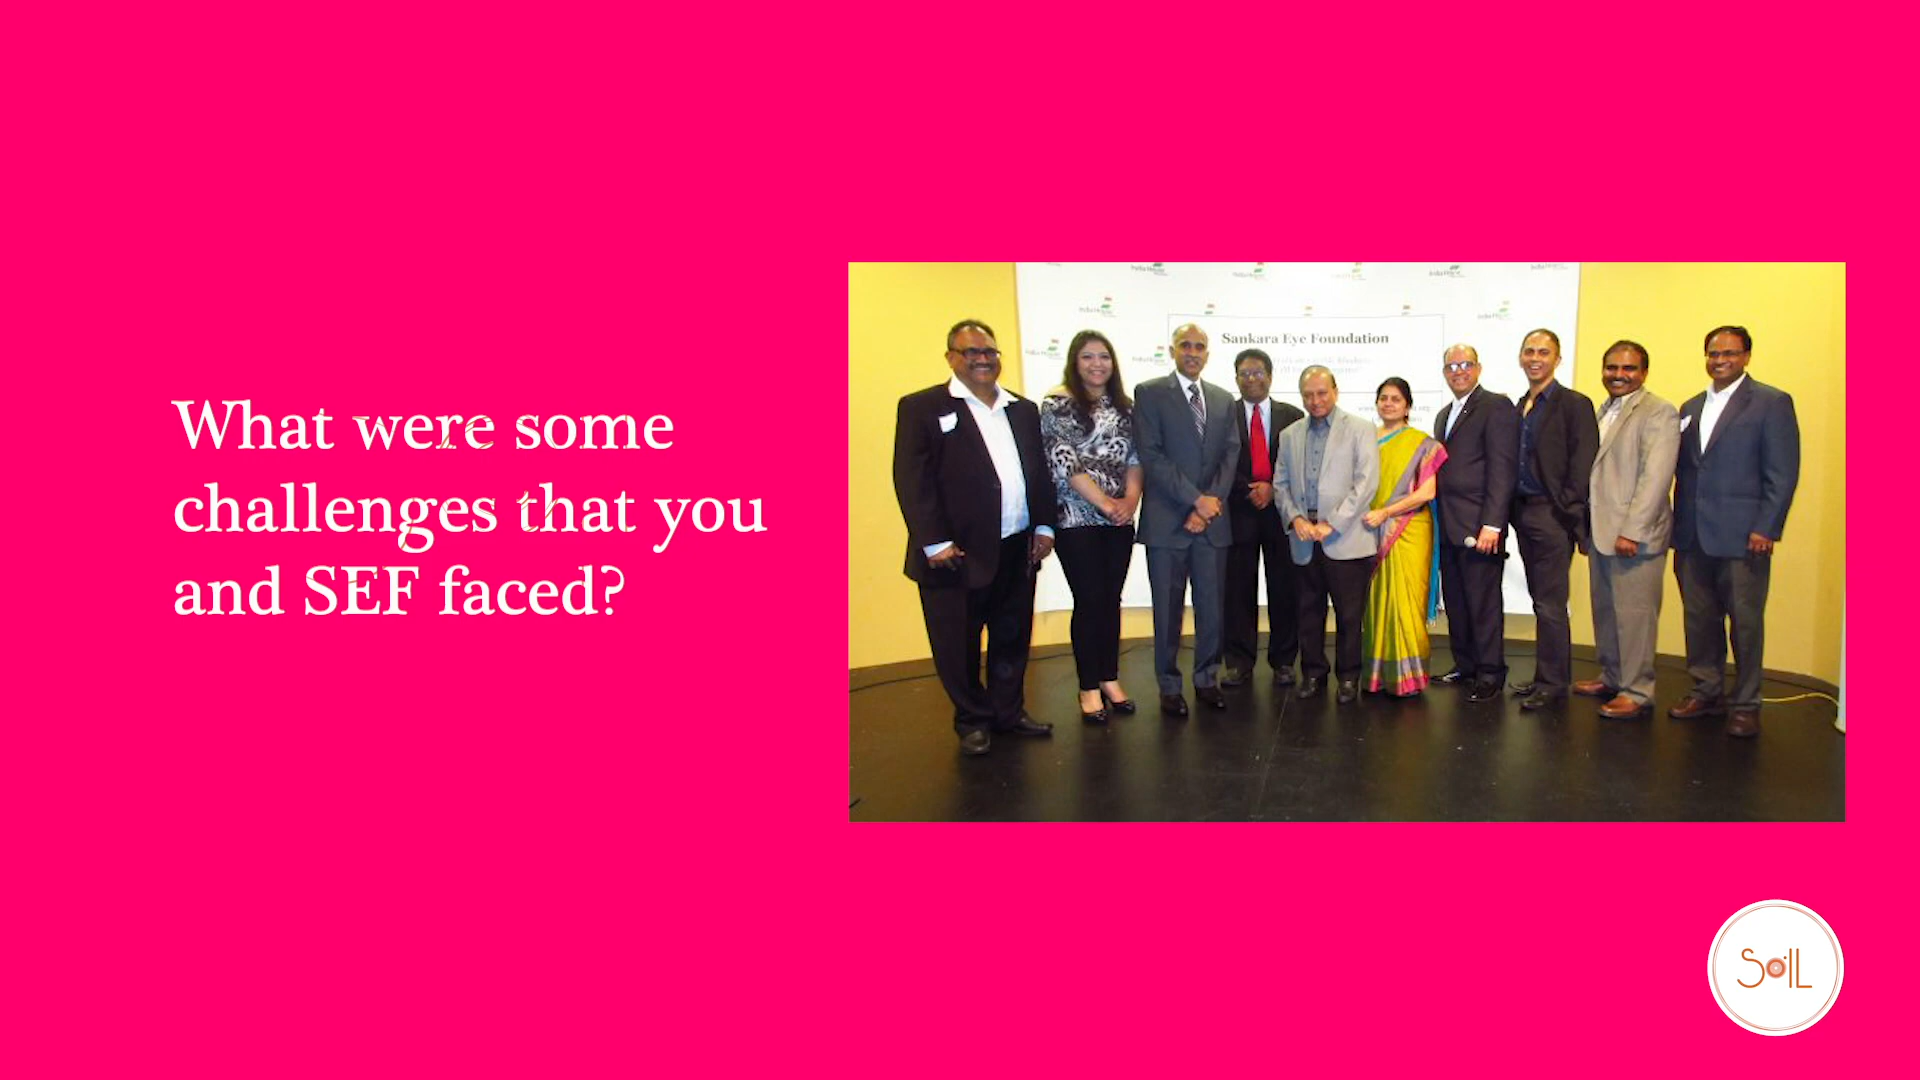 What were some
challenges that you
and SEF faced?
Sankara Eye Foundation
SOIL